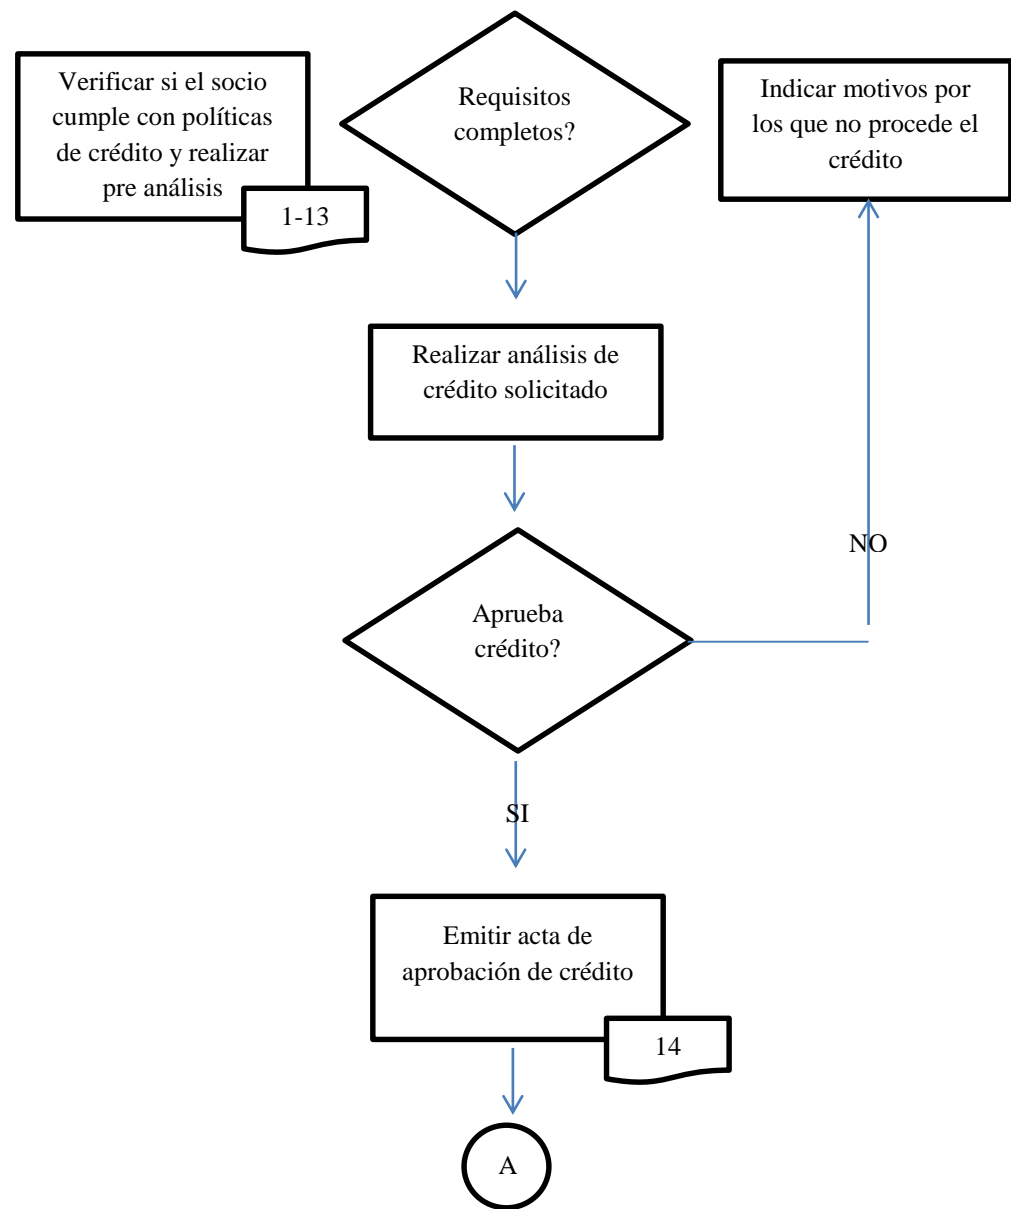 Verificar si el socio
cumple con políticas
de crédito y realizar
pre análisis
1-13
Requisitos
completos?
Indicar motivos por
los que no procede el
crédito
Realizar análisis de
crédito solicitado
NO
Aprueba
crédito?
SI
Emitir acta de
aprobación de crédito
14
A